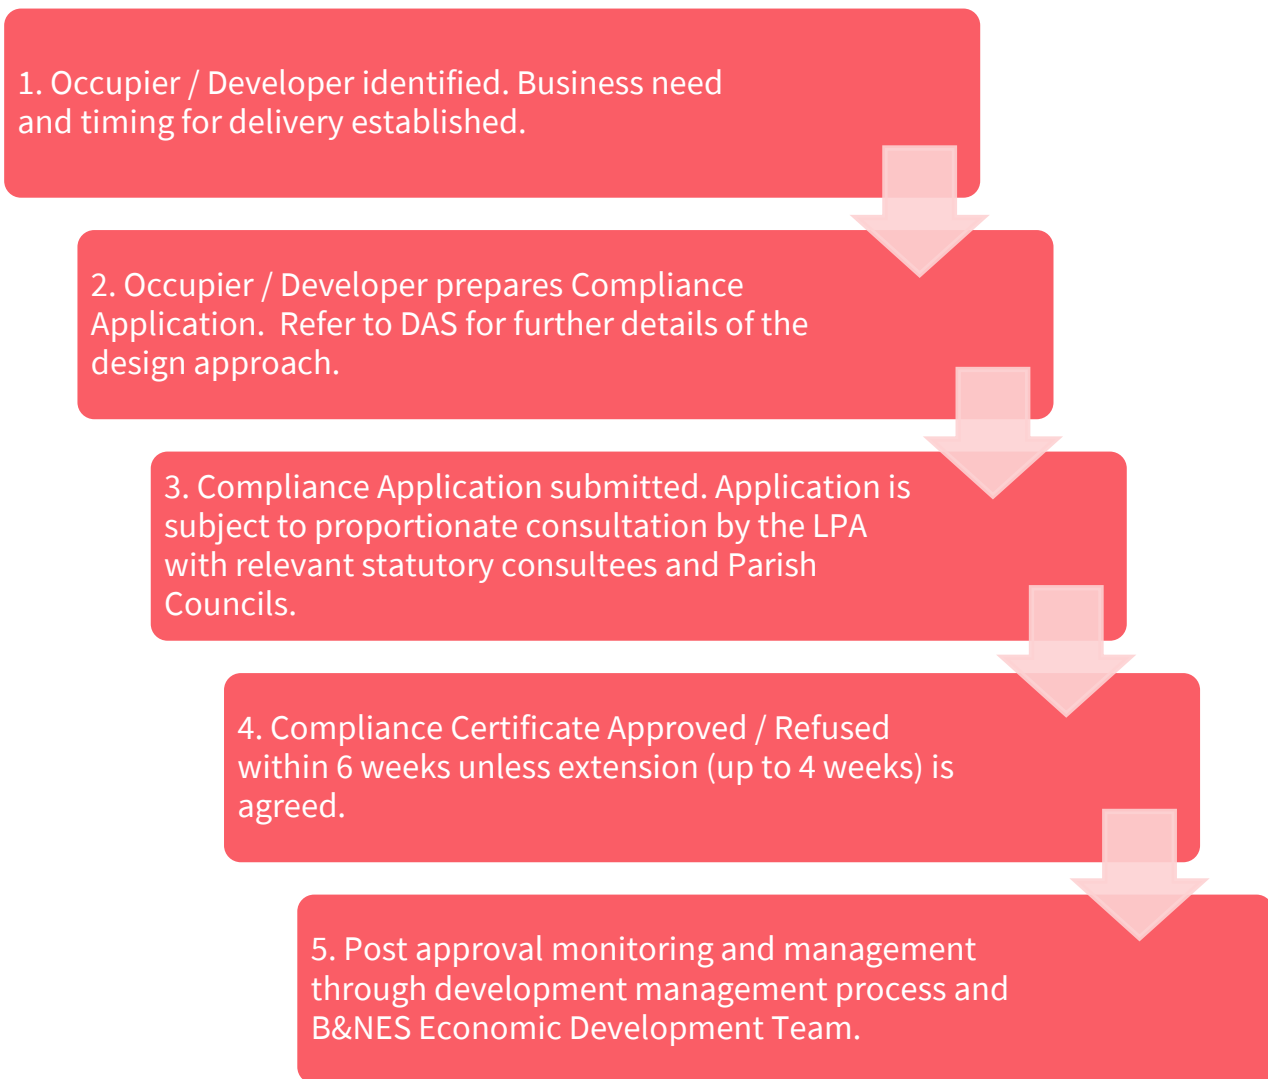 1. Occupier / Developer identified. Business need
and timing for delivery established.
2. Occupier / Developer prepares Compliance
Application.  Refer to DAS for further details of the
design approach.
3. Compliance Application submitted. Application is
subject to proportionate consultation by the LPA
with relevant statutory consultees and Parish
Councils.
4. Compliance Certificate Approved / Refused
within 6 weeks unless extension (up to 4 weeks) is
agreed.
5. Post approval monitoring and management
through development management process and
B&NES Economic Development Team.